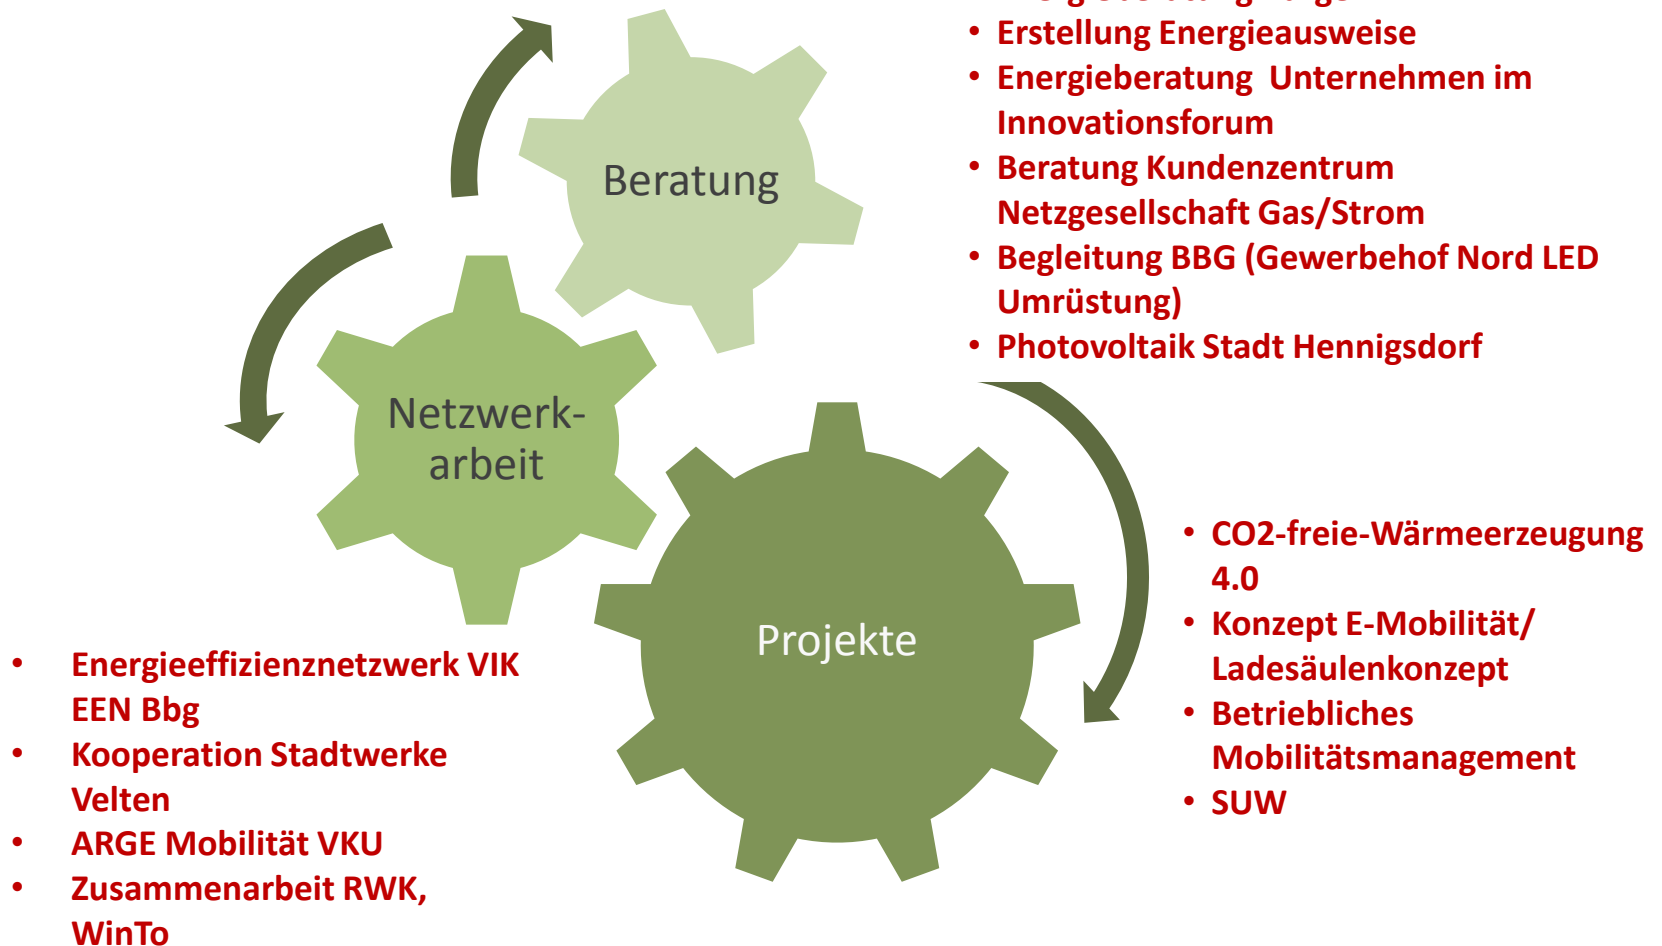 • Erstellung Energieausweise
• Energieberatung Unternehmen im
Innovationsforum
• Beratung Kundenzentrum
Netzgesellschaft Gas/Strom
• Begleitung BBG (Gewerbehof Nord LED
Umrüstung)
• Photovoltaik Stadt Hennigsdorf
Beratung
Netzwerk-
arbeit
Projekte
• CO2-freie-Wärmeerzeugung
4.0
• Konzept E-Mobilität/
Ladesäulenkonzept
• Betriebliches
Mobilitätsmanagement
• SUW
• Energieeffizienznetzwerk VIK
EEN Bbg
• Kooperation Stadtwerke
Velten
• ARGE Mobilität VKU
• Zusammenarbeit RWK,
WinTo